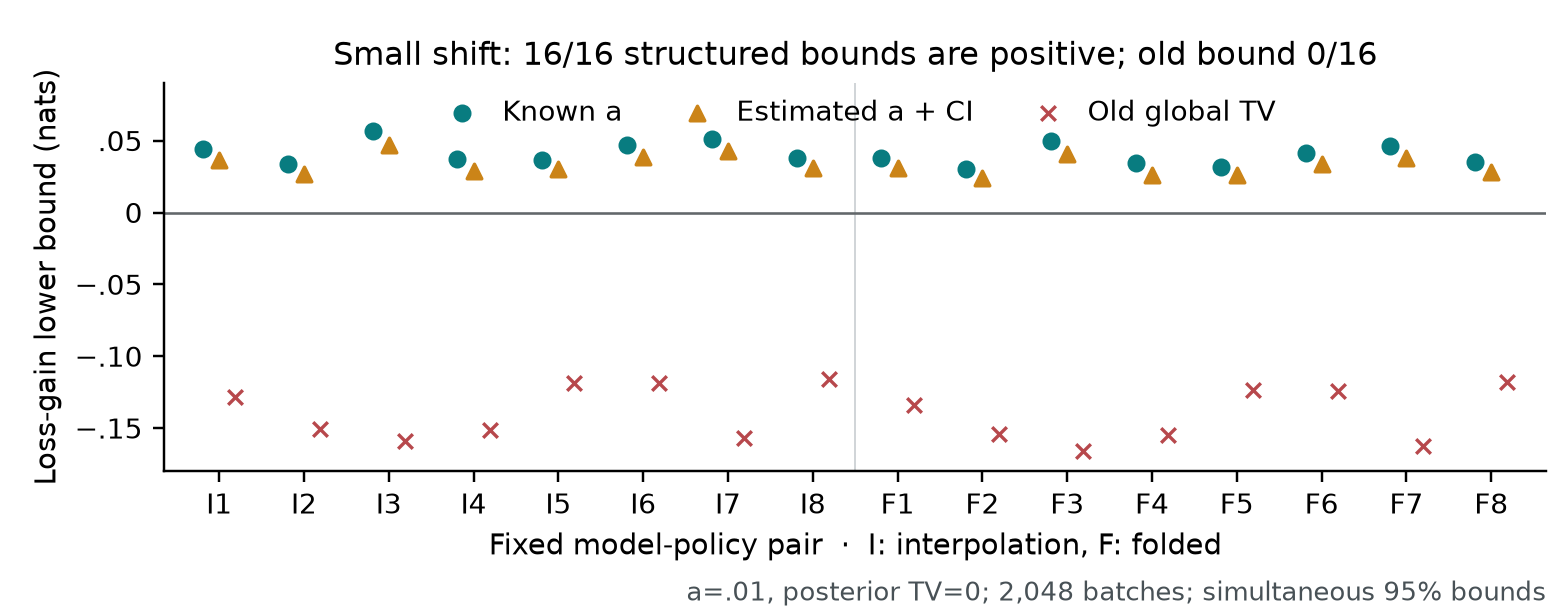 Small shift: 16/16 structured bounds are positive; old bound 0/16
Known a
Estimated a + CI
Old global TV
Loss-gain lower bound (nats)
.05
0
−.05
−.10
−.15
I1 I2 I3 I4 I5 I6 I7 I8 F1 F2 F3 F4 F5 F6 F7 F8
Fixed model-policy pair · I: interpolation, F: folded
a=.01, posterior TV=0; 2,048 batches; simultaneous 95% bounds